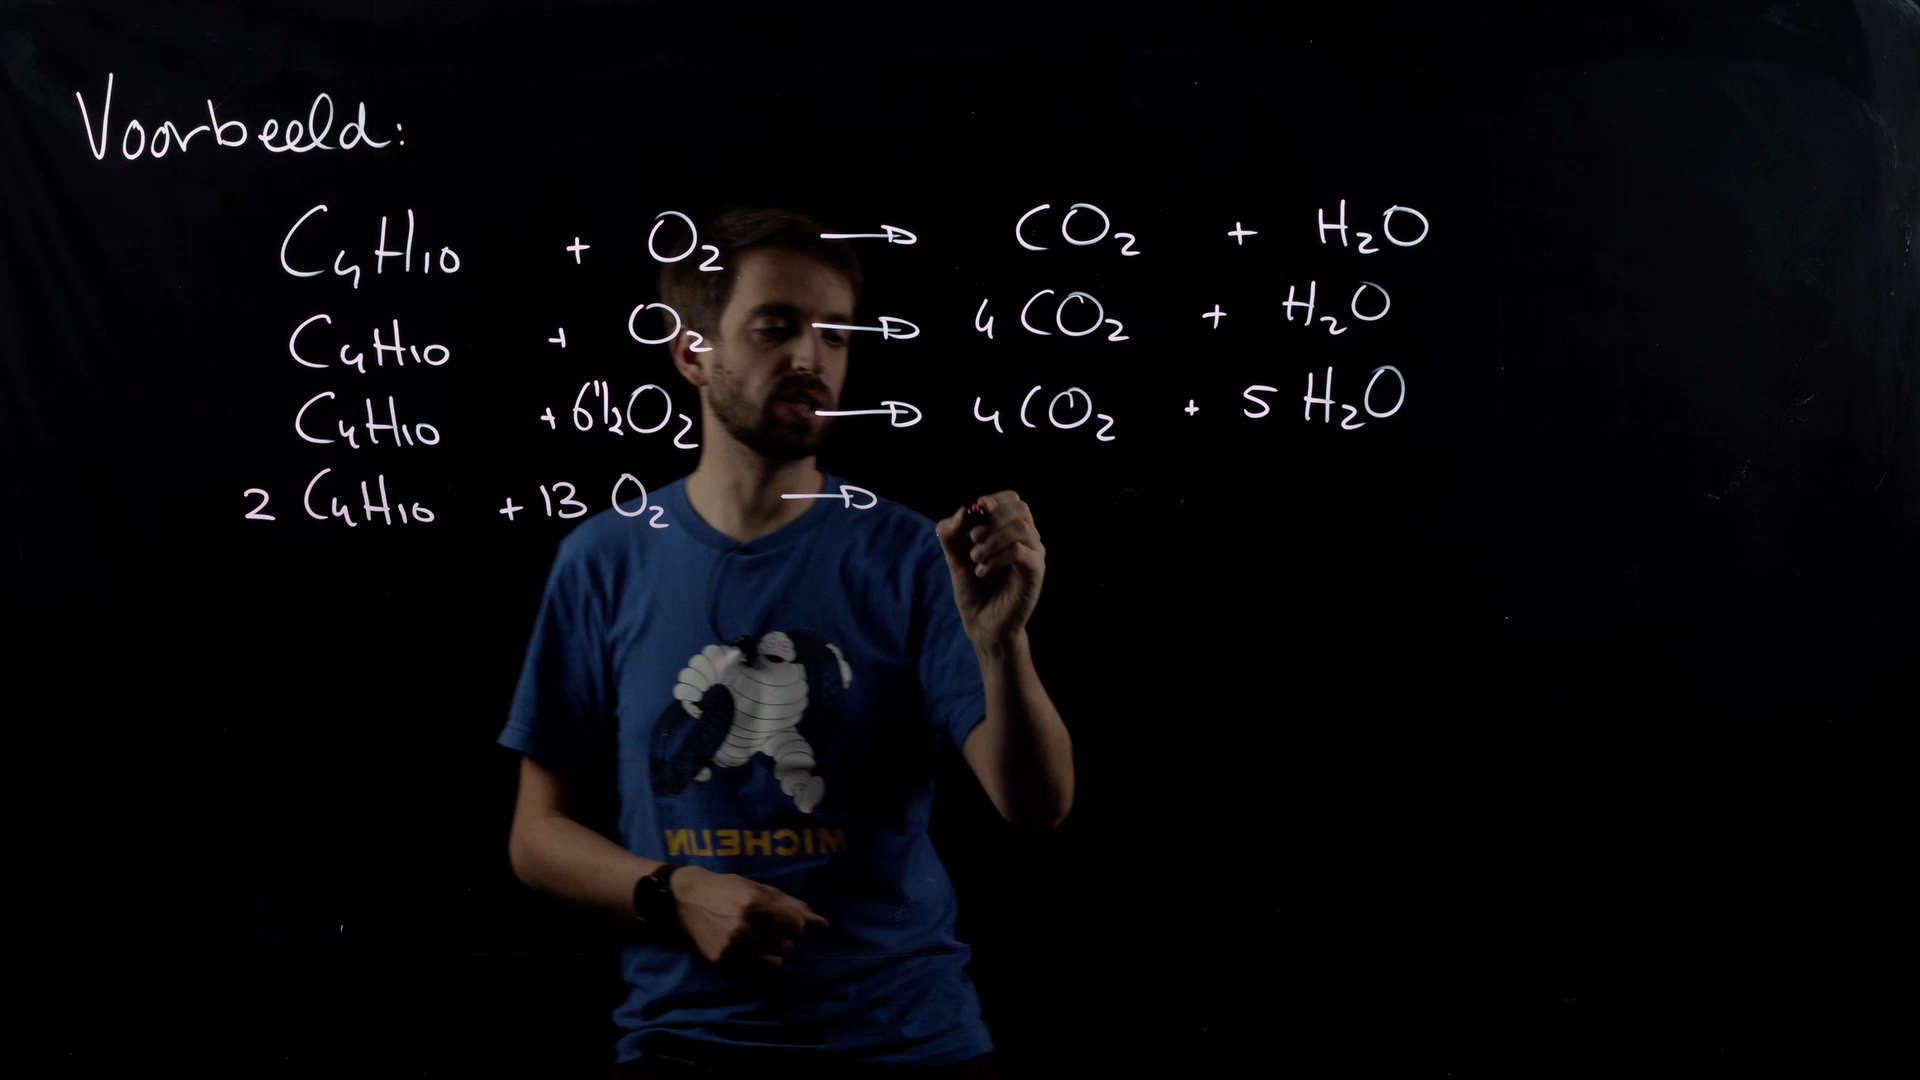 Voorbeeld:
C₄H₁₀ + O₂ → CO₂ + H₂O
C₄H₁₀ + O₂ → 4 CO₂ + H₂O
C₄H₁₀ + 6½O₂ → 4 CO₂ + 5 H₂O
2 C₄H₁₀ + 13 O₂ →
MICHELIN